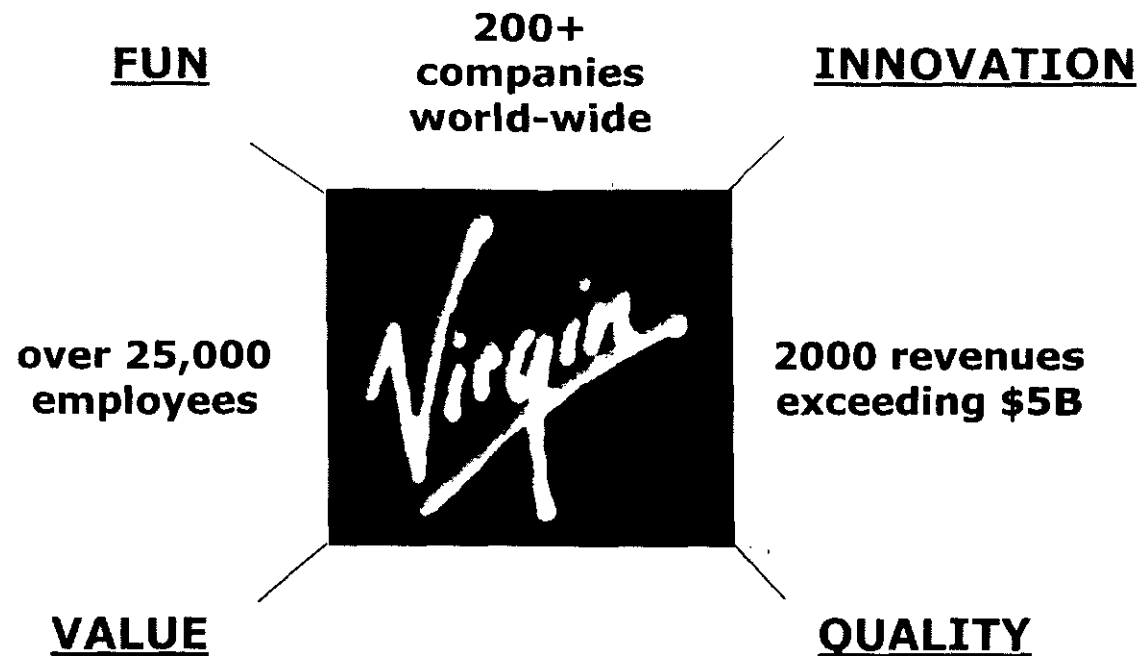 FUN
200+
companies
world-wide
INNOVATION
over 25,000
employees
Virgin
2000 revenues
exceeding $5B
VALUE
QUALITY